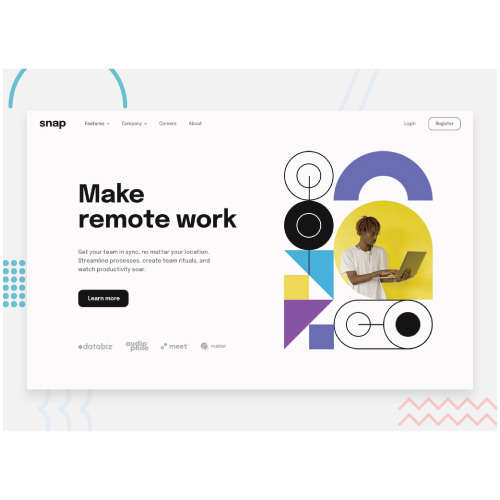 snap
Features
Company
Careers
About
Login
Register
Make
remote work
Get your team in sync, no matter your location.
Streamline processes, create team rituals, and
watch productivity soar.
Learn more
databiz
audiophile
meet
maker